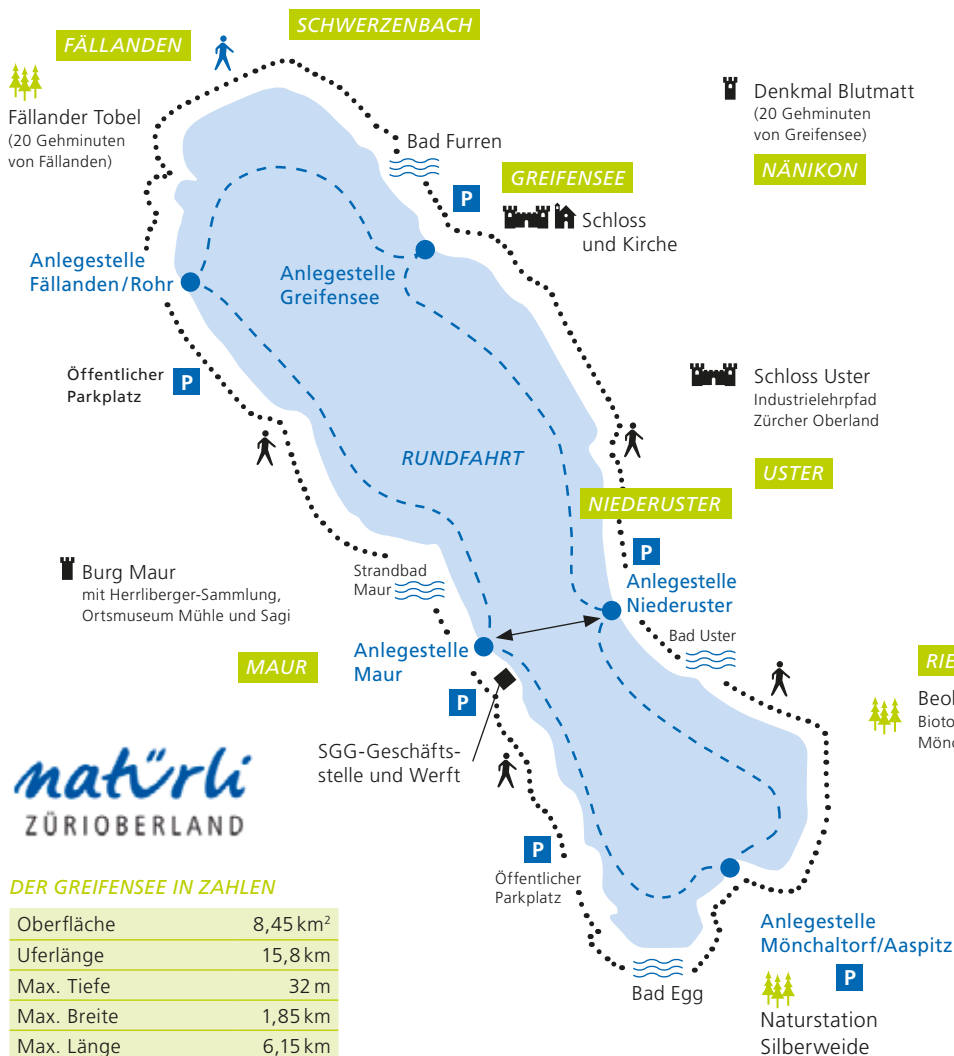 SCHWERZENBACH
FÄLLANDEN
Fällander Tobel
(20 Gehminuten
von Fällanden)
Denkmal Blutmatt
(20 Gehminuten
von Greifensee)
NÄNIKON
Bad Furren
P
GREIFENSEE
Schloss
und Kirche
Anlegestelle
Fällanden/Rohr
Anlegestelle
Greifensee
Öffentlicher
Parkplatz
P
Schloss Uster
Industrielehrpfad
Zürcher Oberland
RUNDFAHRT
USTER
NIEDERUSTER
P
Burg Maur
mit Herrliberger-Sammlung,
Ortsmuseum Mühle und Sagi
Strandbad
Maur
Anlegestelle
Niederuster
Bad Uster
MAUR
Anlegestelle
Maur
P
RIE
Beo
Bioto
Mönc
SGG-Geschäfts-
stelle und Werft
natürli
ZÜRIOBERLAND
P
Öffentlicher
Parkplatz
Anlegestelle
Mönchaltorf/Aaspitz
P
Bad Egg
Naturstation
Silberweide
DER GREIFENSEE IN ZAHLEN
Oberfläche 8,45 km²
Uferlänge 15,8 km
Max. Tiefe 32 m
Max. Breite 1,85 km
Max. Länge 6,15 km